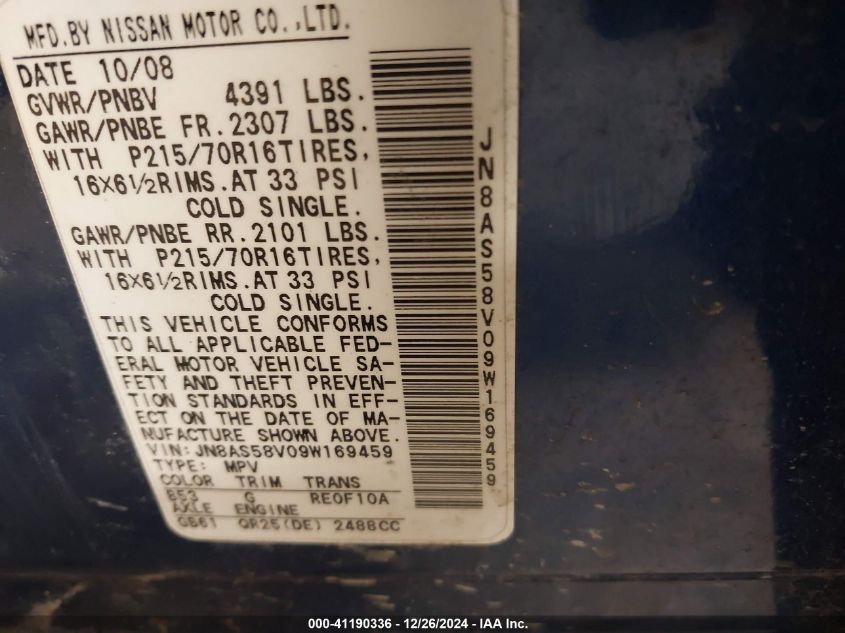 MFD.BY NISSAN MOTOR CO.,LTD.
DATE 10/08
GVWR/PNBV 4391 LBS.
GAWR/PNBE FR.2307 LBS.
WITH P215/70R16TIRES,
16X6½RIMS.AT 33 PSI
COLD SINGLE.
GAWR/PNBE RR.2101 LBS.
WITH P215/70R16TIRES,
16X6½RIMS.AT 33 PSI
COLD SINGLE.
THIS VEHICLE CONFORMS
TO ALL APPLICABLE FED-
ERAL MOTOR VEHICLE SA-
FETY AND THEFT PREVEN-
TION STANDARDS IN EFF-
ECT ON THE DATE OF MA-
NUFACTURE SHOWN ABOVE.
VIN: JN8AS58V09W169459
TYPE: MPV
COLOR TRIM TRANS
B53 G RE0F10A
AXLE ENGINE
GB61 QR25(DE) 2488CC
JN8AS58V09W169459
000-41190336 - 12/26/2024 - IAA Inc.